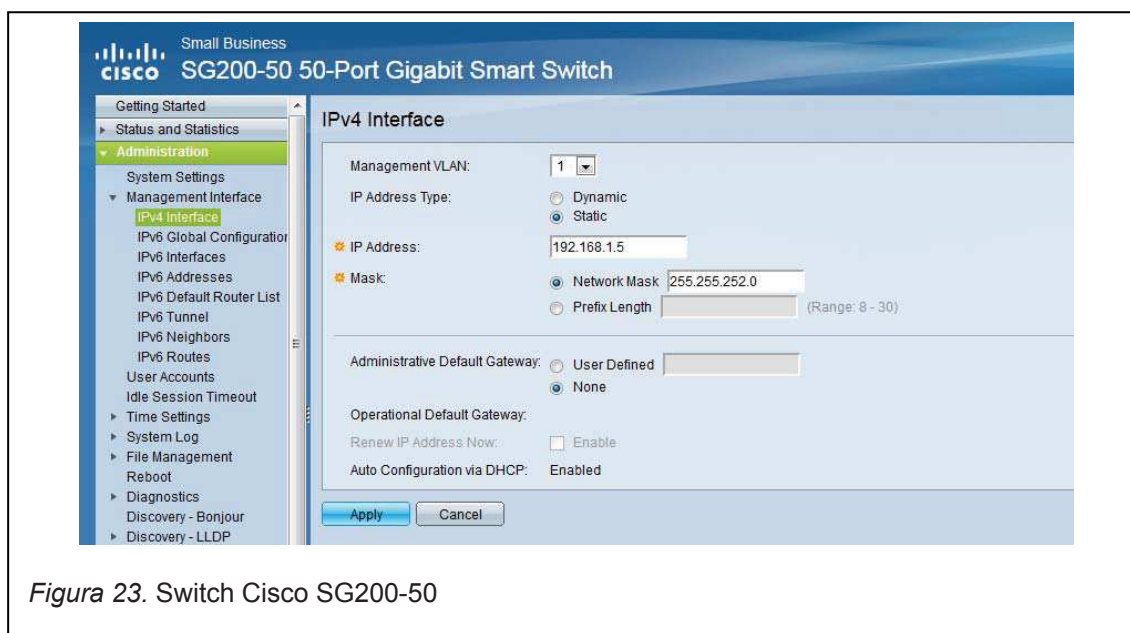 Small Business
cisco SG200-50 50-Port Gigabit Smart Switch
Getting Started
Status and Statistics
Administration
System Settings
Management Interface
IPv4 Interface
IPv6 Global Configuration
IPv6 Interfaces
IPv6 Addresses
IPv6 Default Router List
IPv6 Tunnel
IPv6 Neighbors
IPv6 Routes
User Accounts
Idle Session Timeout
Time Settings
System Log
File Management
Reboot
Diagnostics
Discovery - Bonjour
Discovery - LLDP
IPv4 Interface
Management VLAN: 1
IP Address Type: Dynamic
Static
IP Address: 192.168.1.5
Mask: Network Mask 255.255.252.0
Prefix Length (Range: 8 - 30)
Administrative Default Gateway: User Defined
None
Operational Default Gateway:
Renew IP Address Now: Enable
Auto Configuration via DHCP: Enabled
Apply Cancel
Figura 23. Switch Cisco SG200-50